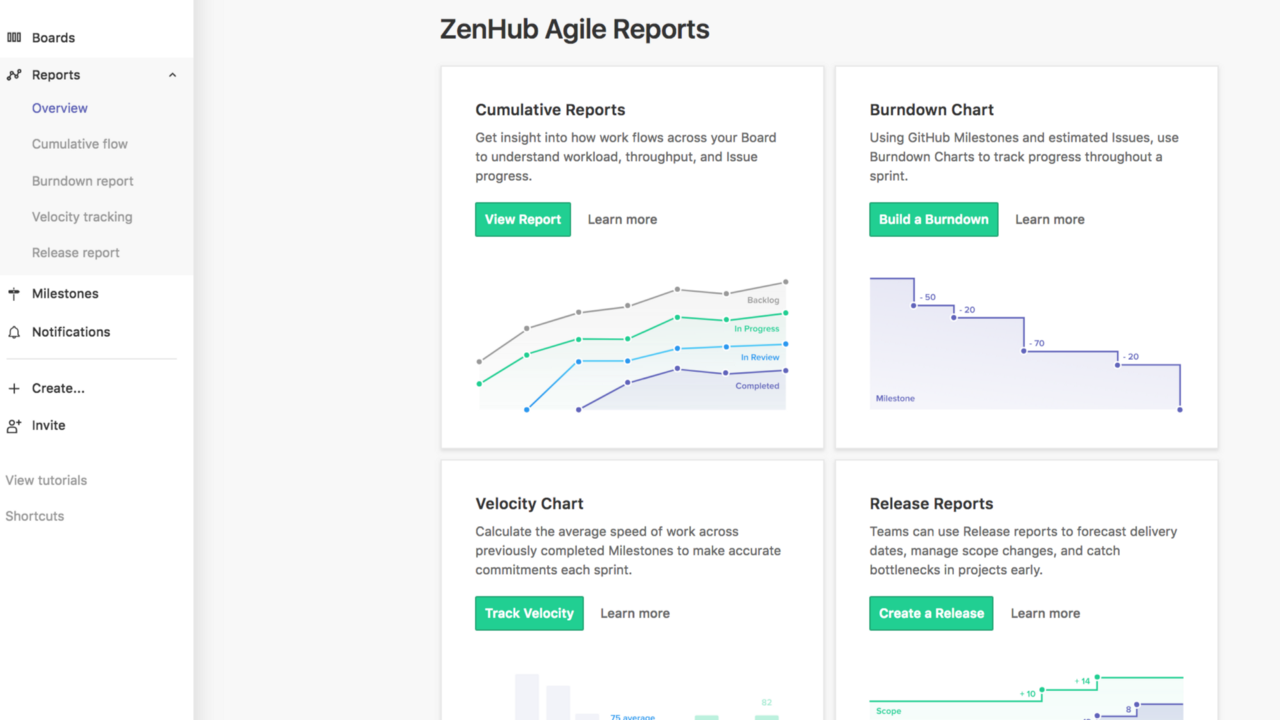 Boards
Reports
Overview
Cumulative flow
Burndown report
Velocity tracking
Release report
Milestones
Notifications
Create...
Invite
View tutorials
Shortcuts
ZenHub Agile Reports
Cumulative Reports
Get insight into how work flows across your Board
to understand workload, throughput, and Issue
progress.
View Report
Learn more
Backlog
In Progress
In Review
Completed
Burndown Chart
Using GitHub Milestones and estimated Issues, use
Burndown Charts to track progress throughout a
sprint.
Build a Burndown
Learn more
- 50
- 20
- 70
- 20
Milestone
Velocity Chart
Calculate the average speed of work across
previously completed Milestones to make accurate
commitments each sprint.
Track Velocity
Learn more
82
75 average
Release Reports
Teams can use Release reports to forecast delivery
dates, manage scope changes, and catch
bottlenecks in projects early.
Create a Release
Learn more
+ 14
+ 10
Scope
8